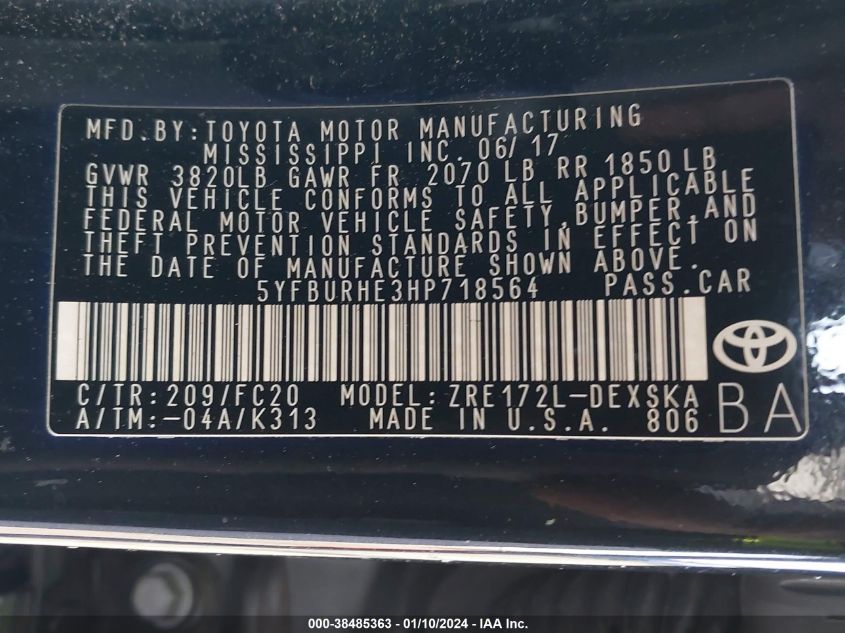 MFD.BY:TOYOTA MOTOR MANUFACTURING
MISSISSIPPI INC. 06/17
GVWR 3820LB GAWR FR 2070 LB RR 1850 LB
THIS VEHICLE CONFORMS TO ALL APPLICABLE
FEDERAL MOTOR VEHICLE SAFETY,BUMPER,AND
THEFT PREVENTION STANDARDS IN EFFECT ON
THE DATE OF MANUFACTURE SHOWN ABOVE.
5YFBURHE3HP718564 PASS.CAR
C/TR:209/FC20 MODEL:ZRE172L-DEXSKA
A/TM:-04A/K313 MADE IN U.S.A. 806
BA
000-38485363 - 01/10/2024 - IAA Inc.